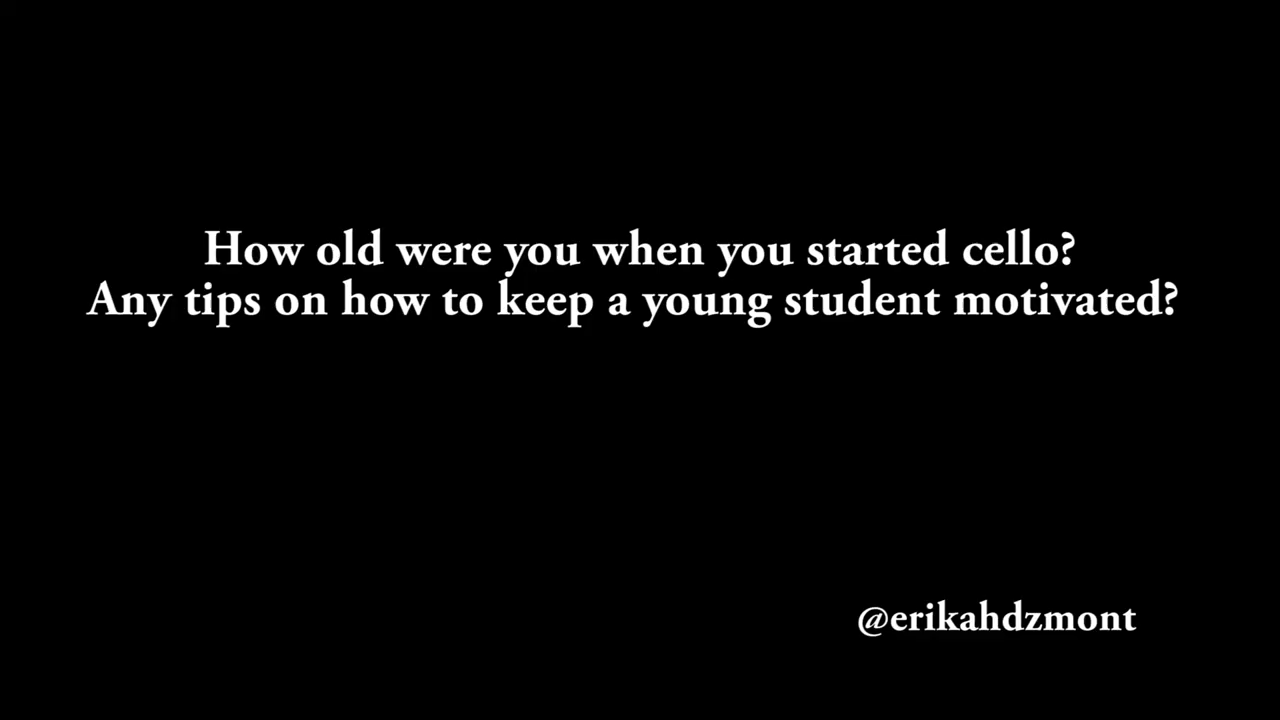 How old were you when you started cello?
Any tips on how to keep a young student motivated?
@erikahdzmont